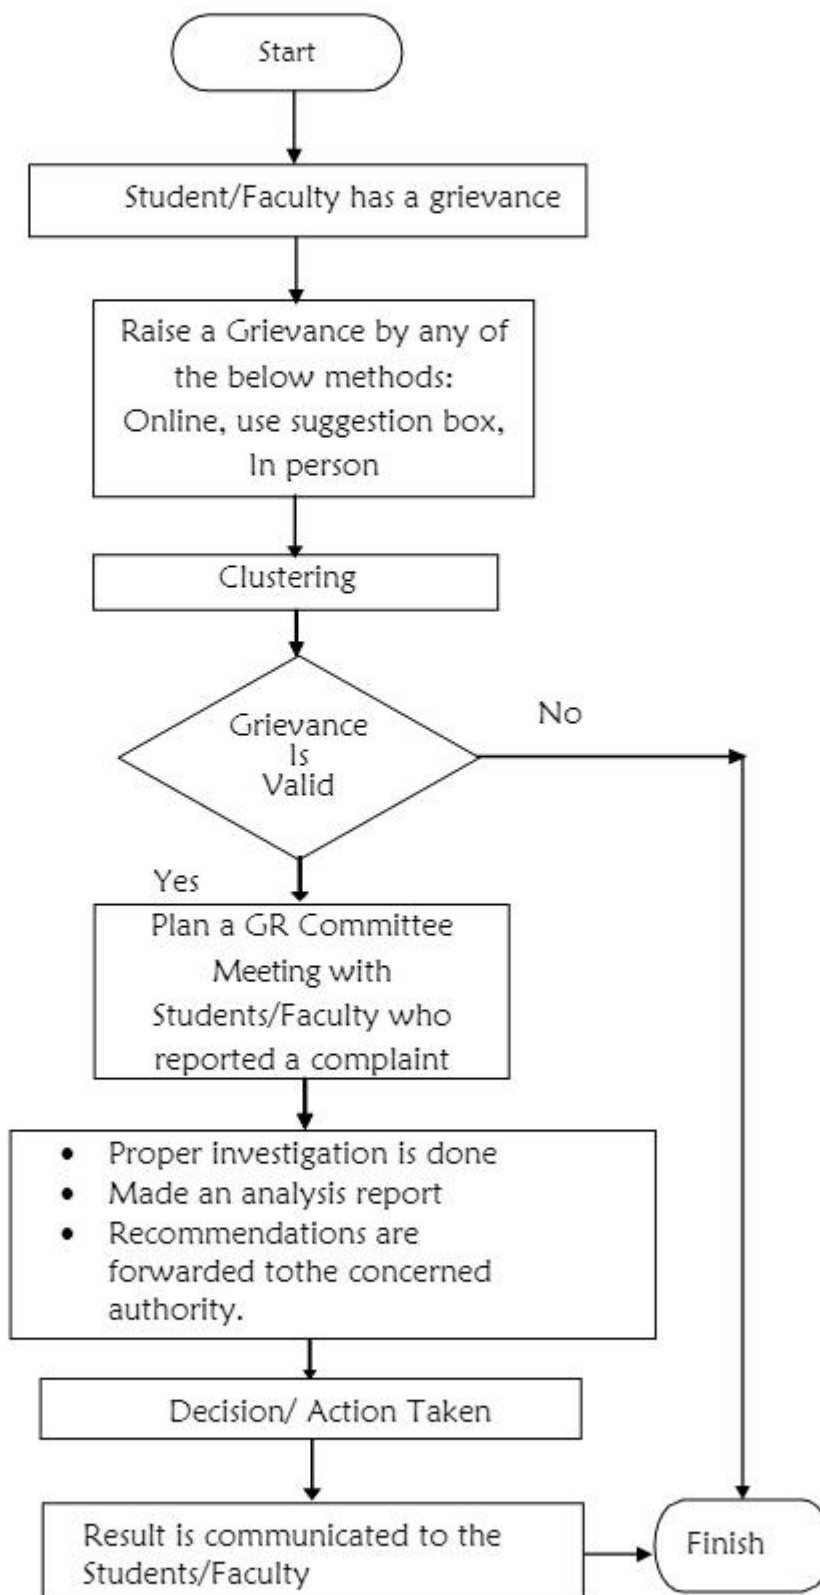 Start
Student/Faculty has a grievance
Raise a Grievance by any of
the below methods:
Online, use suggestion box,
In person
Clustering
Grievance
Is
Valid
No
Yes
Plan a GR Committee
Meeting with
Students/Faculty who
reported a complaint
• Proper investigation is done
• Made an analysis report
• Recommendations are
forwarded tothe concerned
authority.
Decision/ Action Taken
Result is communicated to the
Students/Faculty
Finish